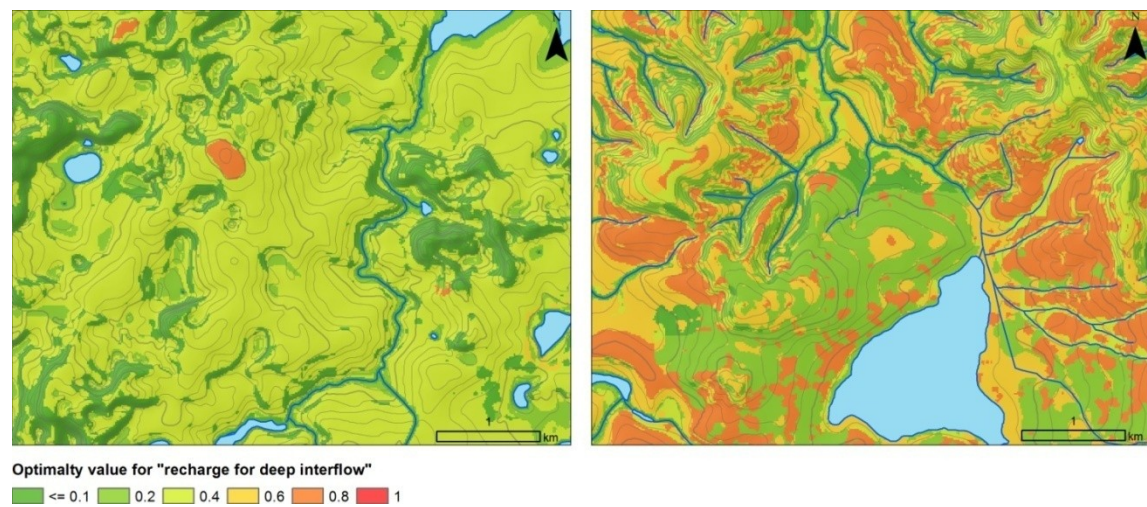 N
N
1
km
1
km
Optimalty value for "recharge for deep interflow"
<= 0.1 0.2 0.4 0.6 0.8 1